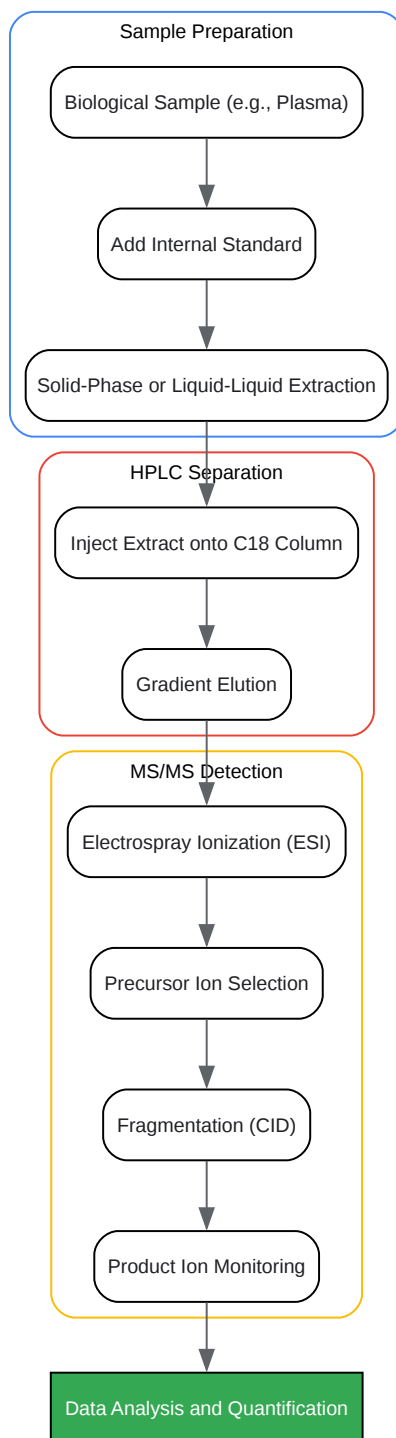 Sample Preparation
Biological Sample (e.g., Plasma)
Add Internal Standard
Solid-Phase or Liquid-Liquid Extraction
HPLC Separation
Inject Extract onto C18 Column
Gradient Elution
MS/MS Detection
Electrospray Ionization (ESI)
Precursor Ion Selection
Fragmentation (CID)
Product Ion Monitoring
Data Analysis and Quantification